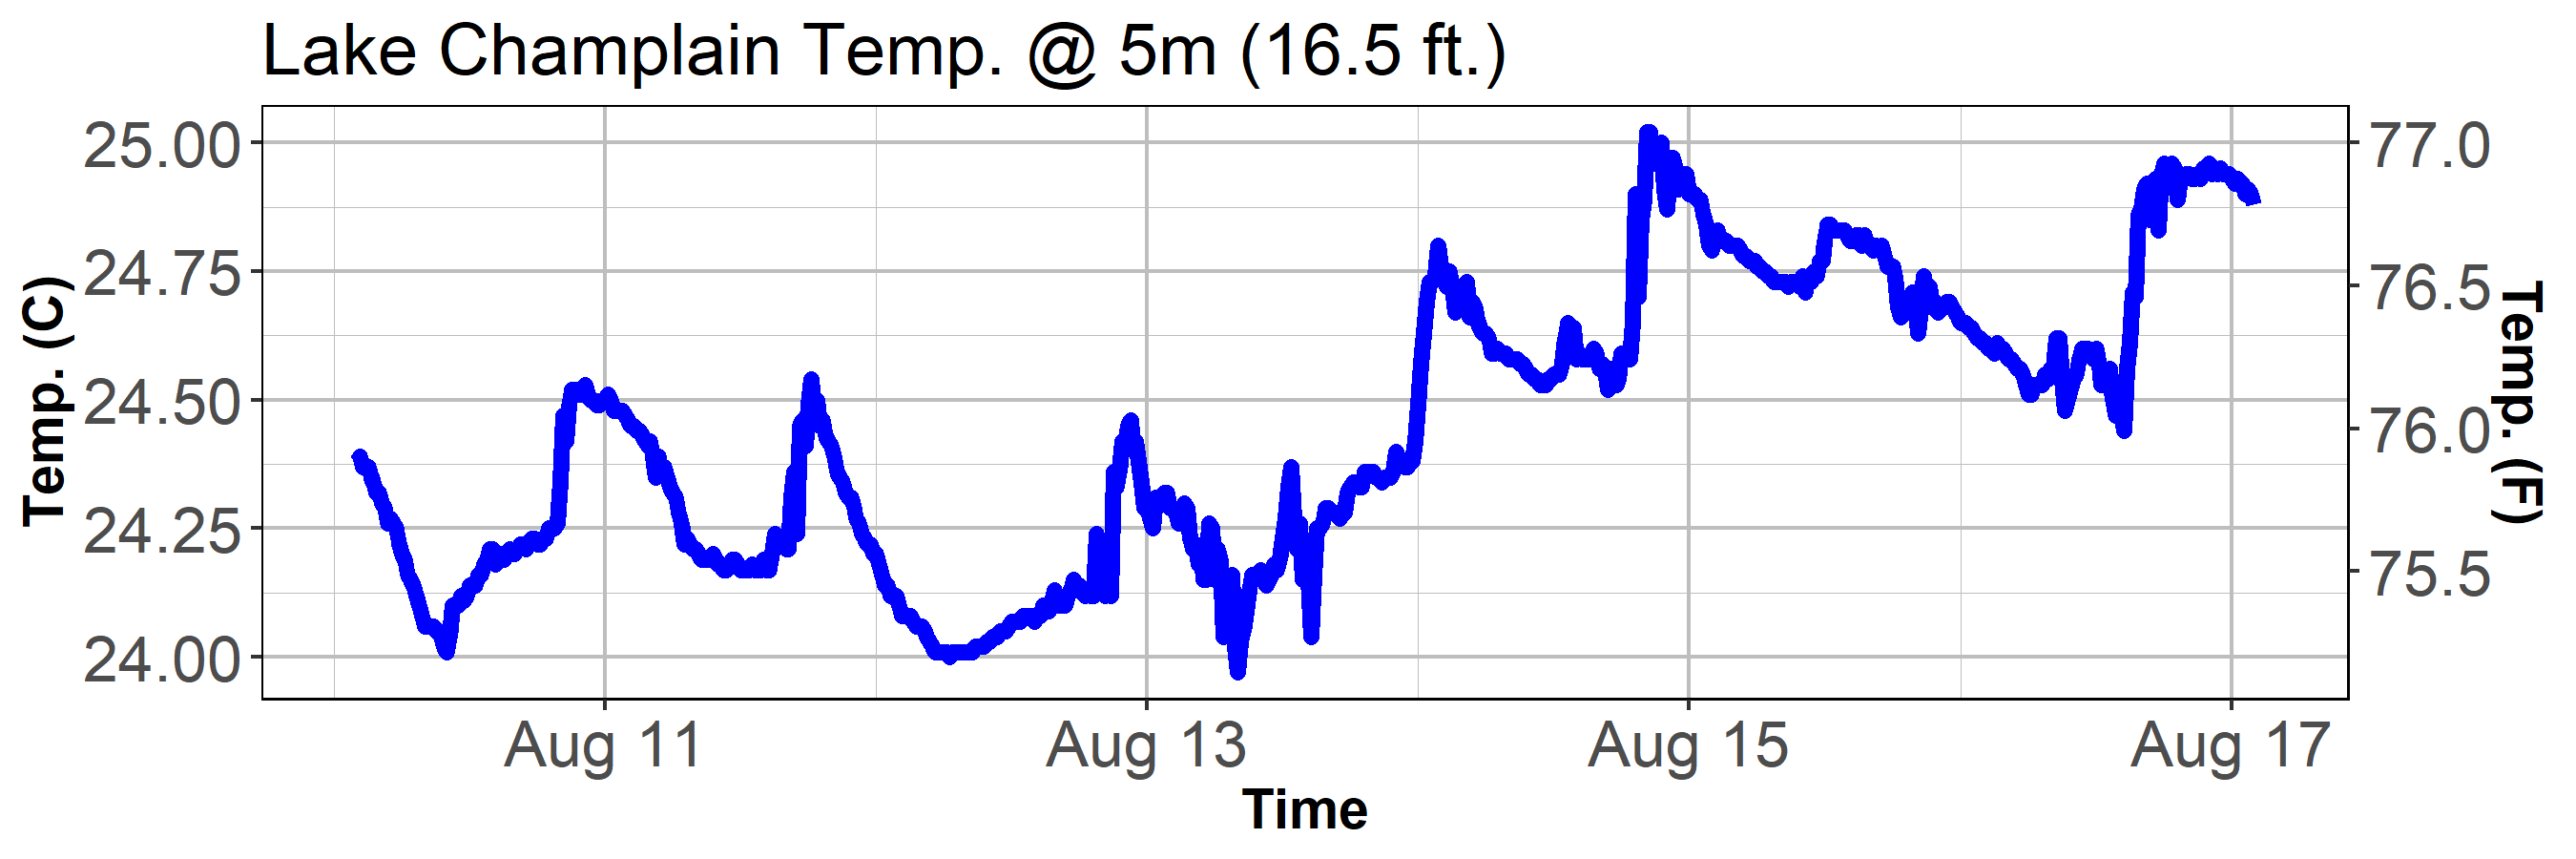 Lake Champlain Temp. @ 5m (16.5 ft.)
Temp. (C)
25.00
24.75
24.50
24.25
24.00
77.0
76.5
76.0
75.5
Temp. (F)
Aug 11 Aug 13 Aug 15 Aug 17
Time